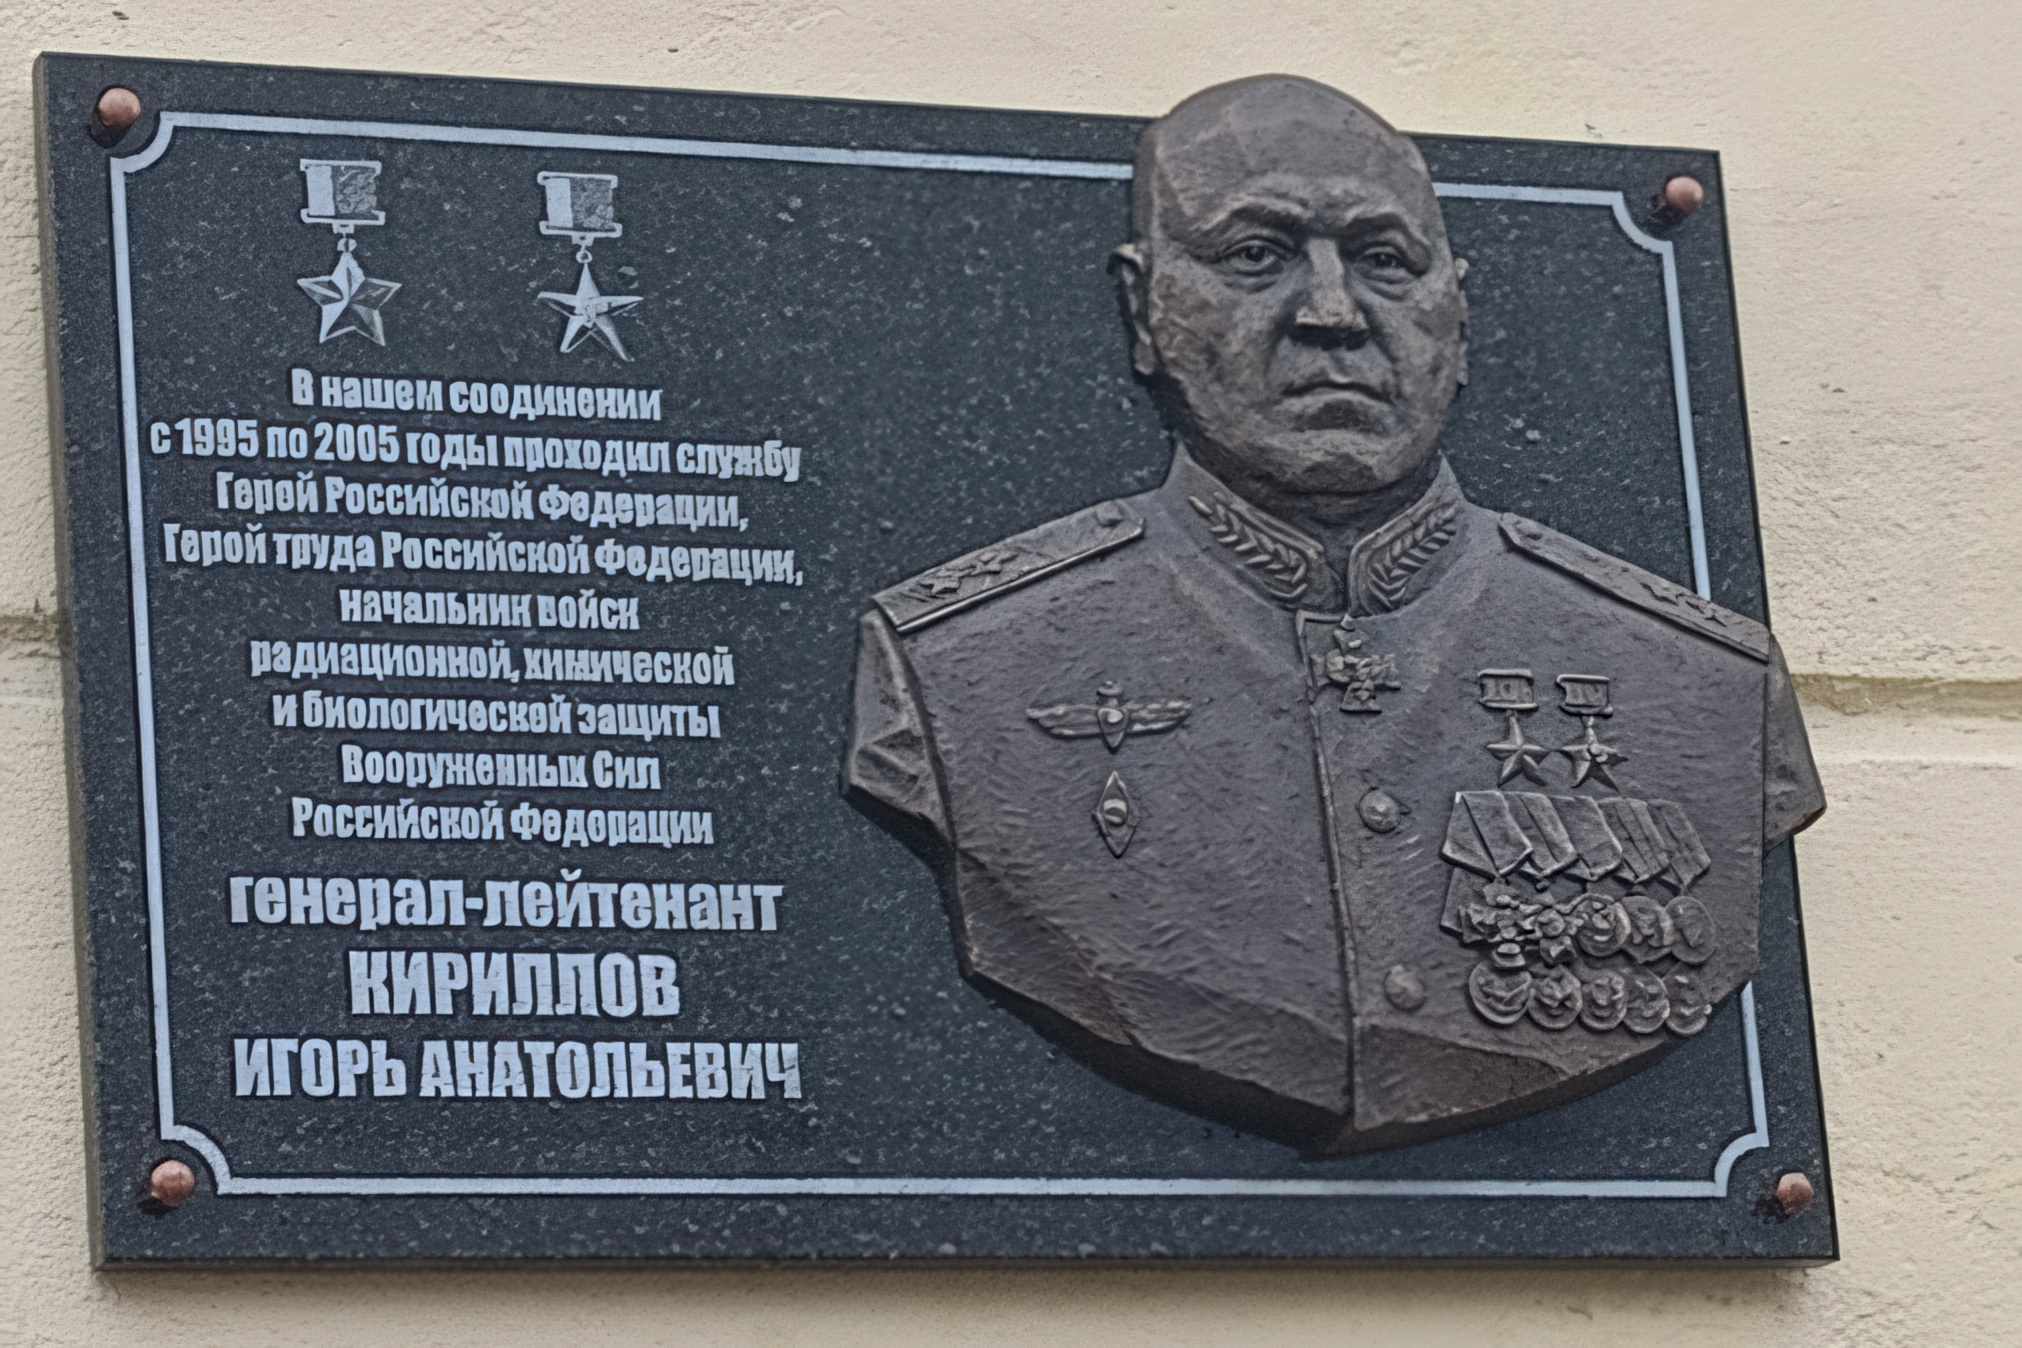 В нашем соединении
с 1995 по 2005 годы проходил службу
Герой Российской Федерации,
Герой труда Российской Федерации,
начальник войск
радиационной, химической
и биологической защиты
Вооруженных Сил
Российской Федерации
генерал-лейтенант
КИРИЛЛОВ
ИГОРЬ АНАТОЛЬЕВИЧ